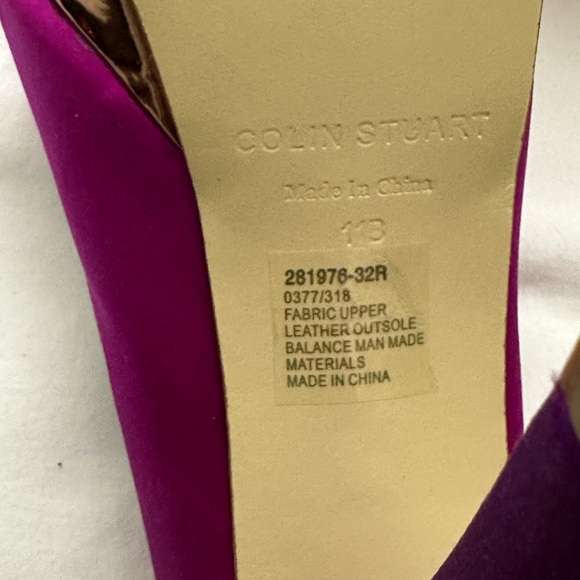 COLIN STUART
Made In China
11B
281976-32R
0377/318
FABRIC UPPER
LEATHER OUTSOLE
BALANCE MAN MADE
MATERIALS
MADE IN CHINA